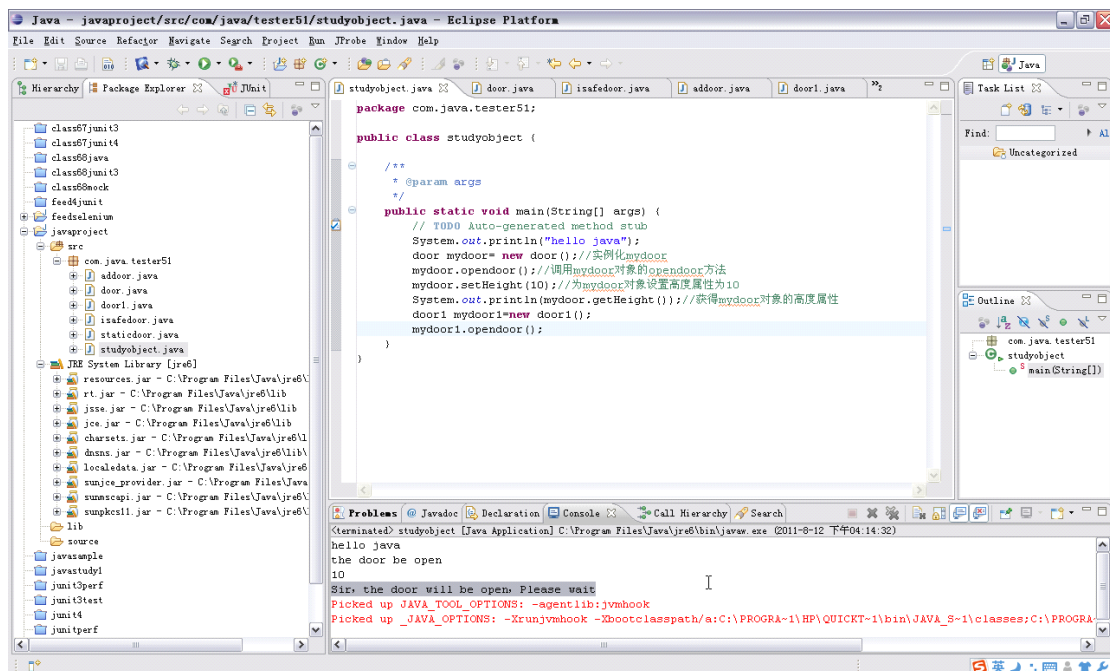 Java - javaproject/src/com/java/tester51/studyobject.java - Eclipse Platform
File Edit Source Refactor Navigate Search Project Run JProbe Window Help
Java
Hierarchy Package Explorer JUnit
class67junit3
class67junit4
class68java
class68junit3
class68mock
feed4junit
feedselenium
javaproject
src
com.java.tester51
addoor.java
door.java
door1.java
isafedoor.java
staticdoor.java
studyobject.java
JRE System Library [jre6]
resources.jar - C:\Program Files\Java\jre6\
rt.jar - C:\Program Files\Java\jre6\lib
jsse.jar - C:\Program Files\Java\jre6\lib
jce.jar - C:\Program Files\Java\jre6\lib
charsets.jar - C:\Program Files\Java\jre6\l
dnsns.jar - C:\Program Files\Java\jre6\lib\
localedata.jar - C:\Program Files\Java\jre6
sunjce_provider.jar - C:\Program Files\Java
sunmscapi.jar - C:\Program Files\Java\jre6\
sunpkcs11.jar - C:\Program Files\Java\jre6\
lib
source
javasample
javastudy1
junit3perf
junit3test
junit4
junitperf
studyobject.java door.java isafedoor.java addoor.java door1.java »2
package com.java.tester51;
public class studyobject {
/**
* @param args
*/
public static void main(String[] args) {
// TODO Auto-generated method stub
System.out.println("hello java");
door mydoor= new door();//实例化mydoor
mydoor.opendoor();//调用mydoor对象的opendoor方法
mydoor.setHeight(10);//为mydoor对象设置高度属性为10
System.out.println(mydoor.getHeight());//获得mydoor对象的高度属性
door1 mydoor1=new door1();
mydoor1.opendoor();
}
}
Task List
Find: Al
Uncategorized
Outline
com.java.tester51
studyobject
main(String[])
Problems Javadoc Declaration Console Call Hierarchy Search
<terminated> studyobject [Java Application] C:\Program Files\Java\jre6\bin\javaw.exe (2011-8-12 下午04:14:32)
hello java
the door be open
10
Sir, the door will be open, Please wait
Picked up JAVA_TOOL_OPTIONS: -agentlib:jvmhook
Picked up _JAVA_OPTIONS: -Xrunjvmhook -Xbootclasspath/a:C:\PROGRA~1\HP\QUICKT~1\bin\JAVA_S~1\classes;C:\PROGRA
英